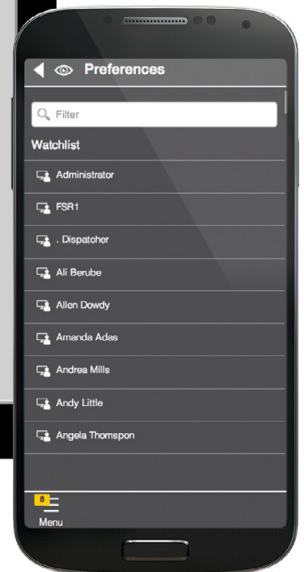 Preferences
Filter
Watchlist
Administrator
FSR1
. Dispatcher
Ali Berube
Allen Dowdy
Amanda Adas
Andrea Mills
Andy Little
Angela Thomspon
8
Menu